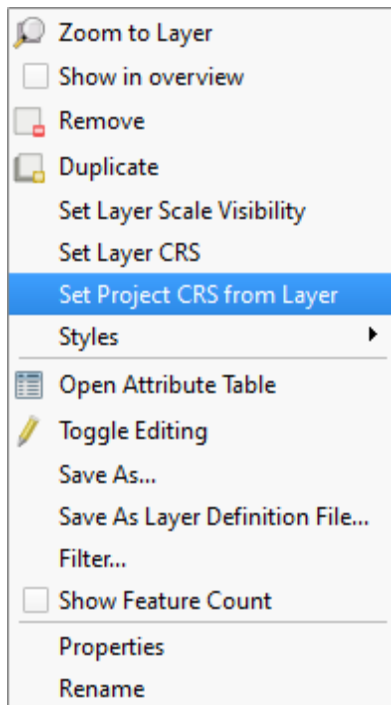 Zoom to Layer
Show in overview
Remove
Duplicate
Set Layer Scale Visibility
Set Layer CRS
Set Project CRS from Layer
Styles
Open Attribute Table
Toggle Editing
Save As...
Save As Layer Definition File...
Filter...
Show Feature Count
Properties
Rename